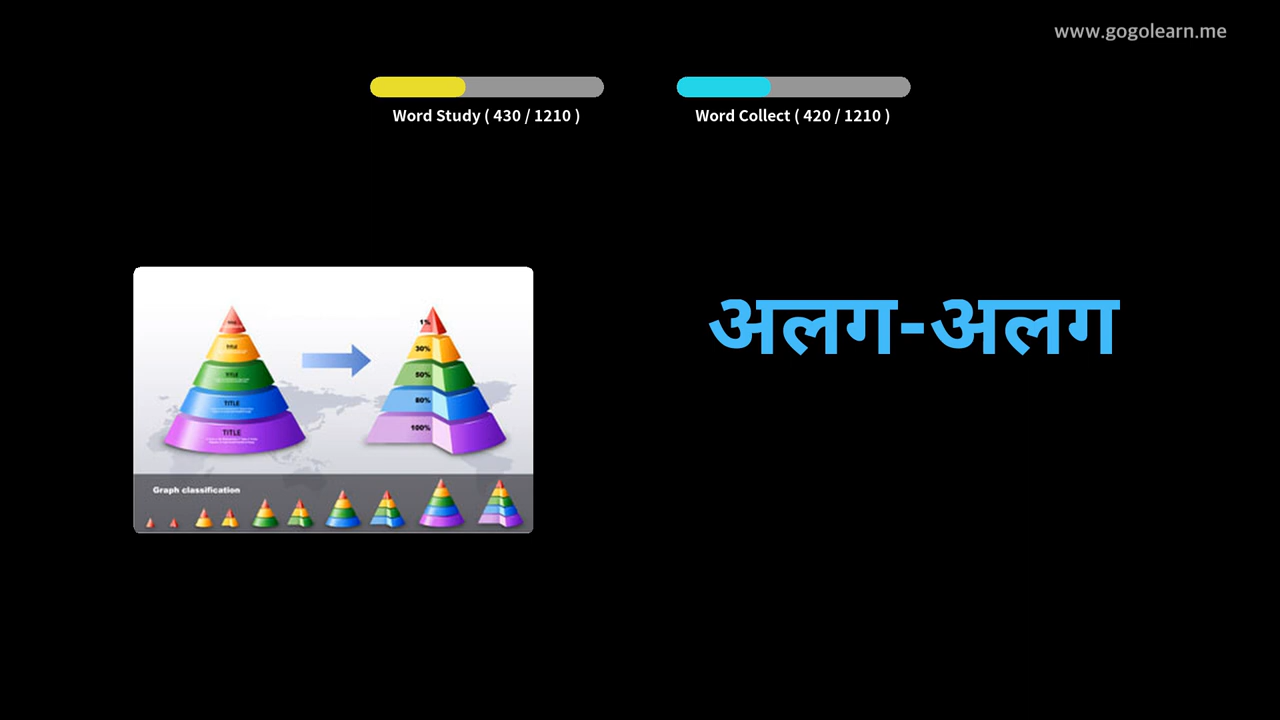 www.gogolearn.me
Word Study ( 430 / 1210 )
Word Collect ( 420 / 1210 )
अलग-अलग
TITLE
TITLE
TITLE
TITLE
1%
30%
50%
80%
100%
Graph classification